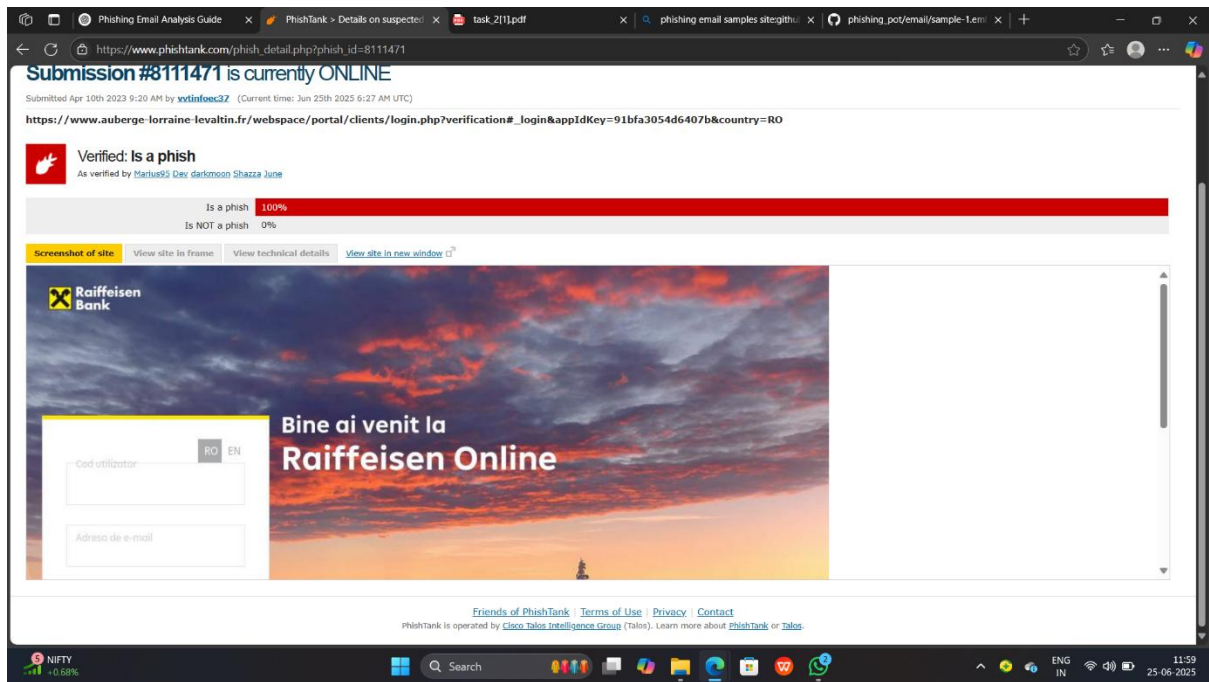 Phishing Email Analysis Guide
PhishTank > Details on suspected
task_2[1].pdf
phishing email samples site:githu
phishing_pot/email/sample-1.eml
https://www.phishtank.com/phish_detail.php?phish_id=8111471
Submission #8111471 is currently ONLINE
Submitted Apr 10th 2023 9:20 AM by vvtinfoec37 (Current time: Jun 25th 2025 6:27 AM UTC)
https://www.auberge-lorraine-levaltin.fr/webspace/portal/clients/login.php?verification#_login&appIdKey=91bfa3054d6407b&country=RO
Verified: Is a phish
As verified by Marius95 Dev darkmoon Shazza June
Is a phish 100%
Is NOT a phish 0%
Screenshot of site View site in frame View technical details View site in new window
Raiffeisen
Bank
Bine ai venit la
Raiffeisen Online
RO EN
Cod utilizator
Adresa de e-mail
Friends of PhishTank | Terms of Use | Privacy | Contact
PhishTank is operated by Cisco Talos Intelligence Group (Talos). Learn more about PhishTank or Talos.
5
NIFTY
+0.68%
Search
2
ENG
IN
11:59
25-06-2025